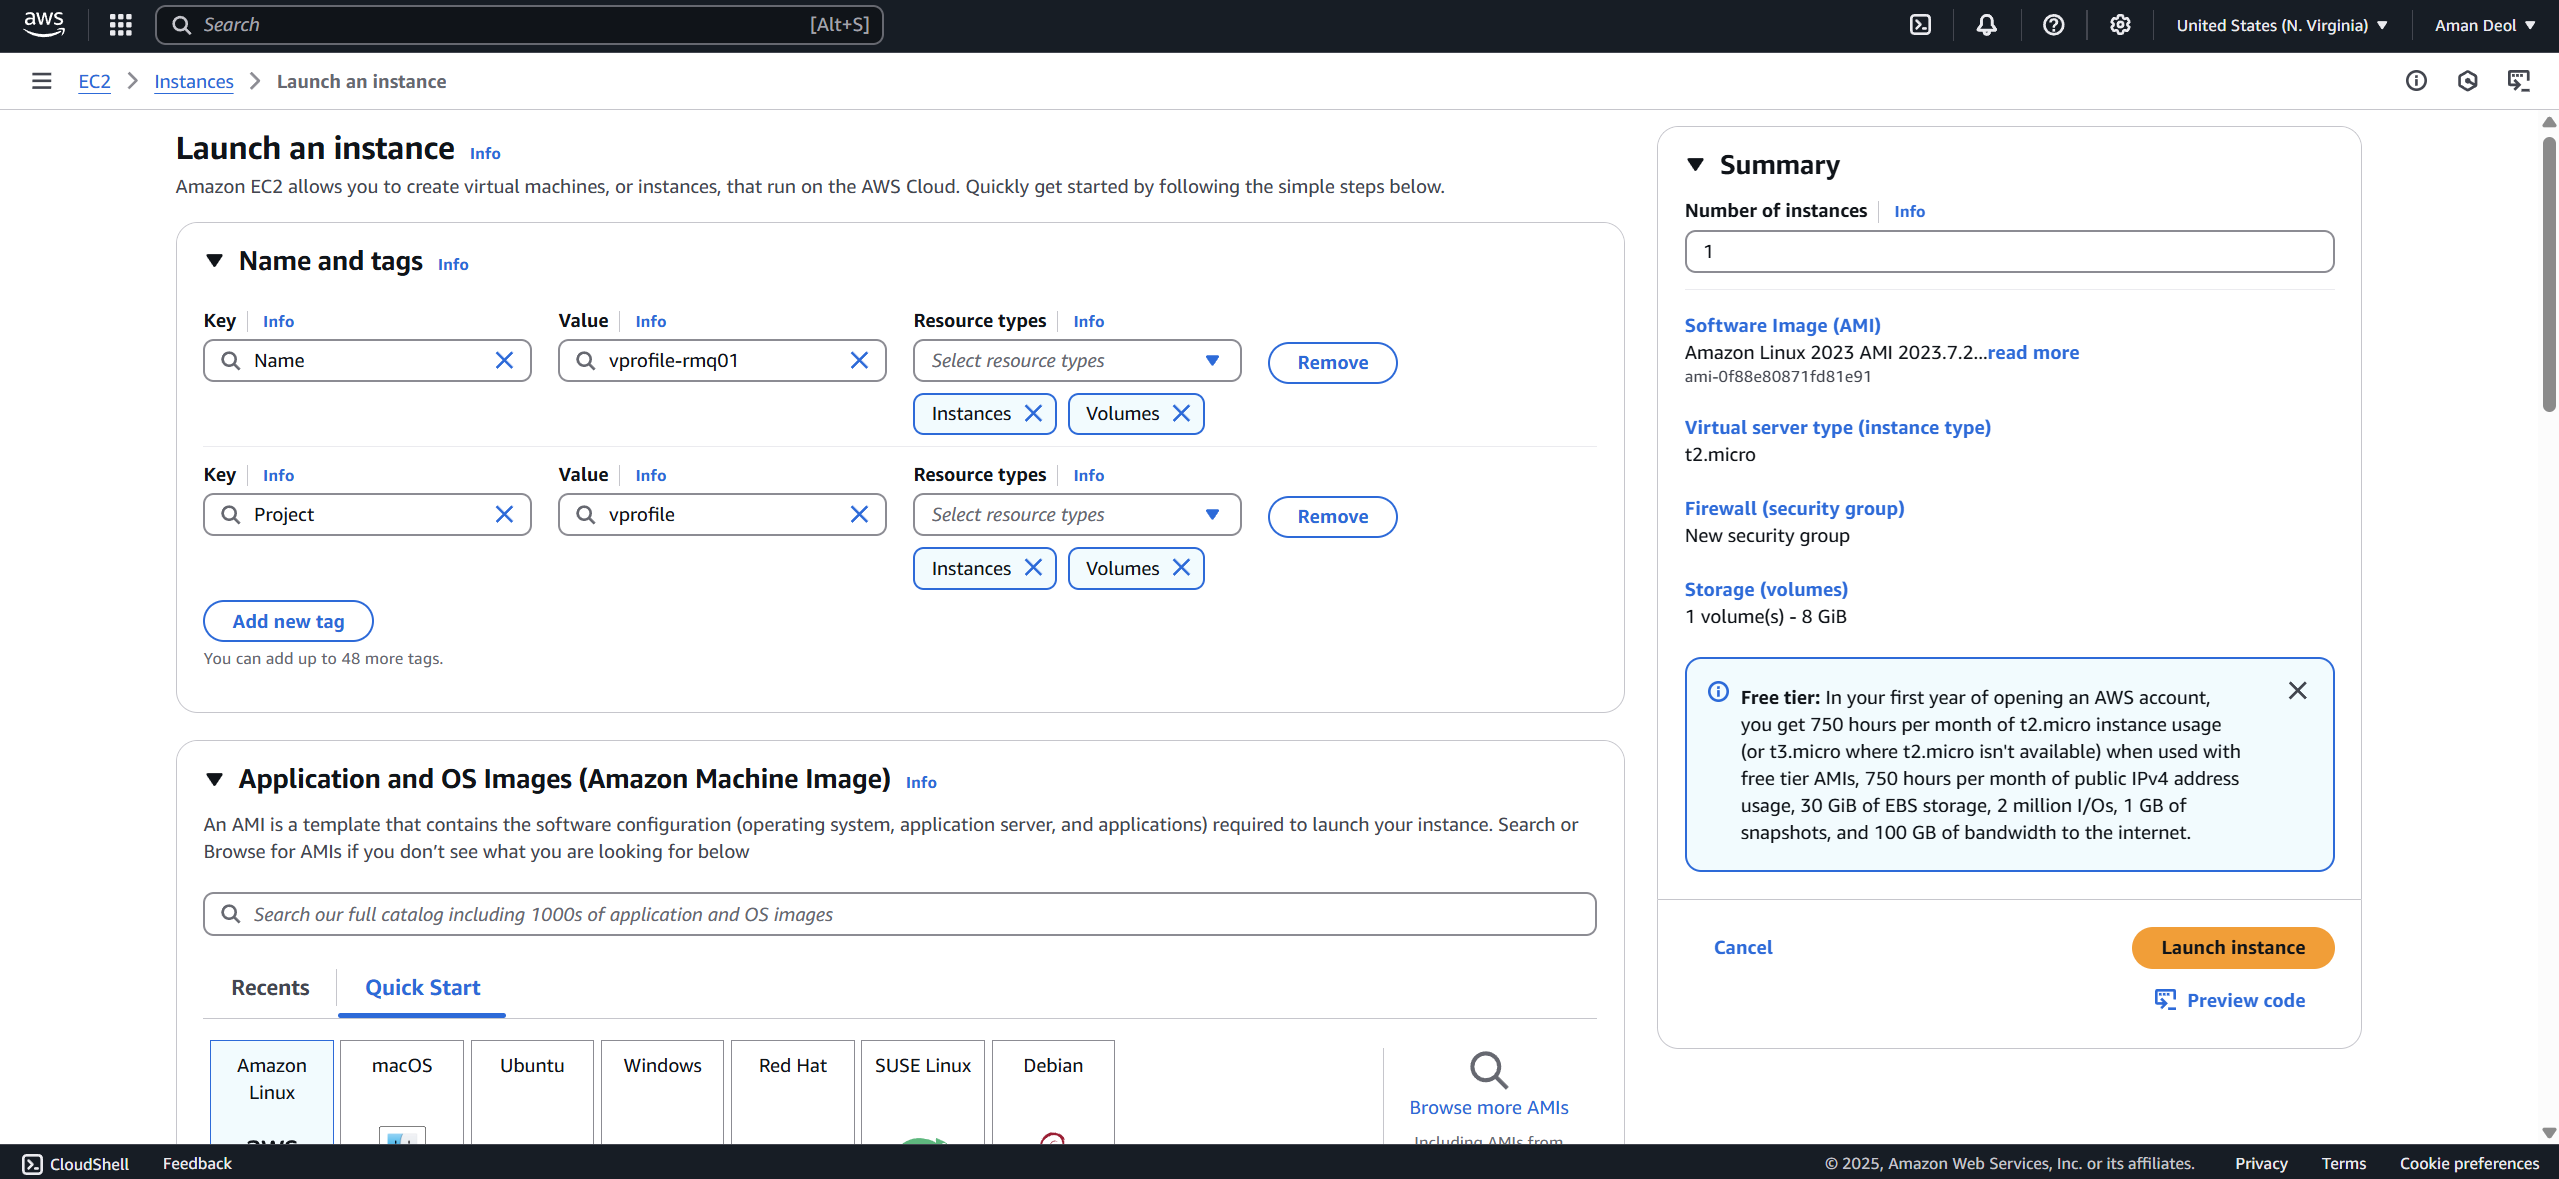 aws
Search
[Alt+S]
United States (N. Virginia)
Aman Deol
EC2
Instances
Launch an instance
Launch an instance Info
Amazon EC2 allows you to create virtual machines, or instances, that run on the AWS Cloud. Quickly get started by following the simple steps below.
Name and tags Info
Key Info
Value Info
Resource types Info
Name
vprofile-rmq01
Select resource types
Remove
Instances
Volumes
Key Info
Value Info
Resource types Info
Project
vprofile
Select resource types
Remove
Instances
Volumes
Add new tag
You can add up to 48 more tags.
Application and OS Images (Amazon Machine Image) Info
An AMI is a template that contains the software configuration (operating system, application server, and applications) required to launch your instance. Search or
Browse for AMIs if you don’t see what you are looking for below
Search our full catalog including 1000s of application and OS images
Recents
Quick Start
Amazon
Linux
aws
macOS
Ubuntu
Windows
Red Hat
SUSE Linux
Debian
Browse more AMIs
Including AMIs from
Summary
Number of instances Info
1
Software Image (AMI)
Amazon Linux 2023 AMI 2023.7.2...read more
ami-0f88e80871fd81e91
Virtual server type (instance type)
t2.micro
Firewall (security group)
New security group
Storage (volumes)
1 volume(s) - 8 GiB
Free tier: In your first year of opening an AWS account,
you get 750 hours per month of t2.micro instance usage
(or t3.micro where t2.micro isn't available) when used with
free tier AMIs, 750 hours per month of public IPv4 address
usage, 30 GiB of EBS storage, 2 million I/Os, 1 GB of
snapshots, and 100 GB of bandwidth to the internet.
Cancel
Launch instance
Preview code
CloudShell
Feedback
© 2025, Amazon Web Services, Inc. or its affiliates.
Privacy
Terms
Cookie preferences